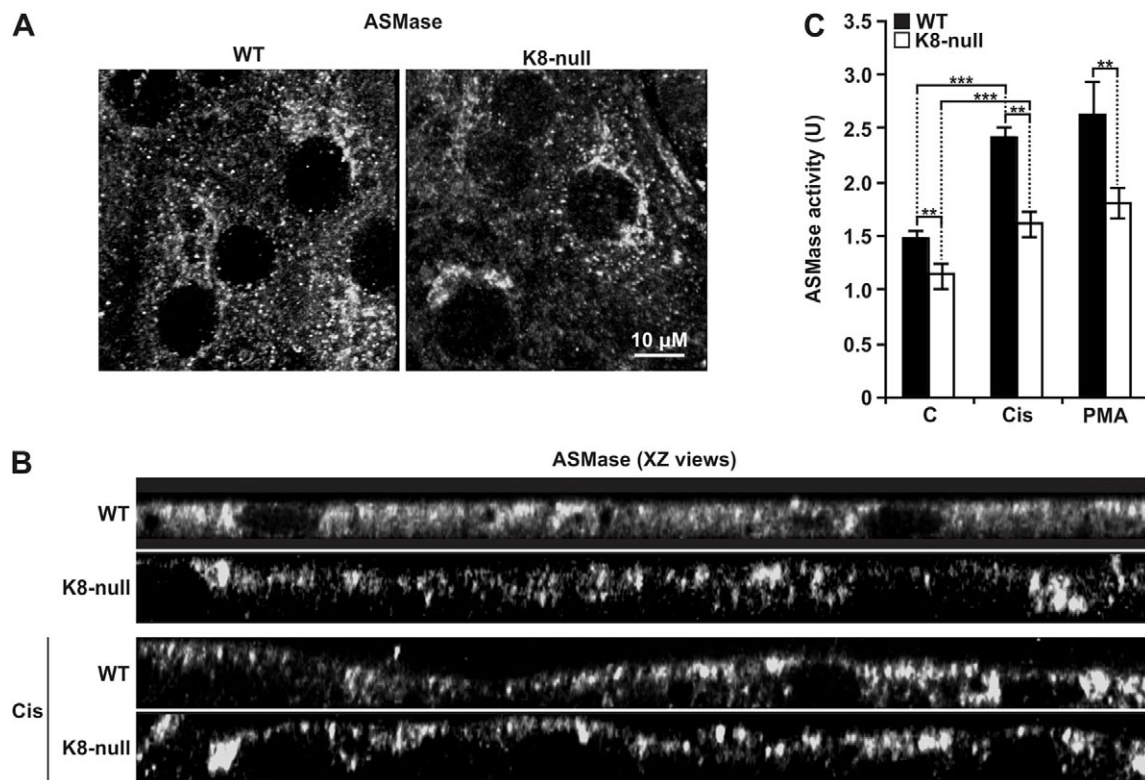 A
ASMase
WT
K8-null
10 µM
C
WT
K8-null
ASMase activity (U)
3.5
3.0
2.5
2.0
1.5
1.0
0.5
0
***
***
**
**
**
C
Cis
PMA
B
ASMase (XZ views)
WT
K8-null
Cis
WT
K8-null